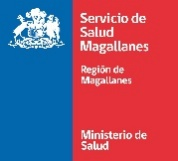 Servicio de
Salud
Magallanes
Región de
Magallanes
Ministerio de
Salud